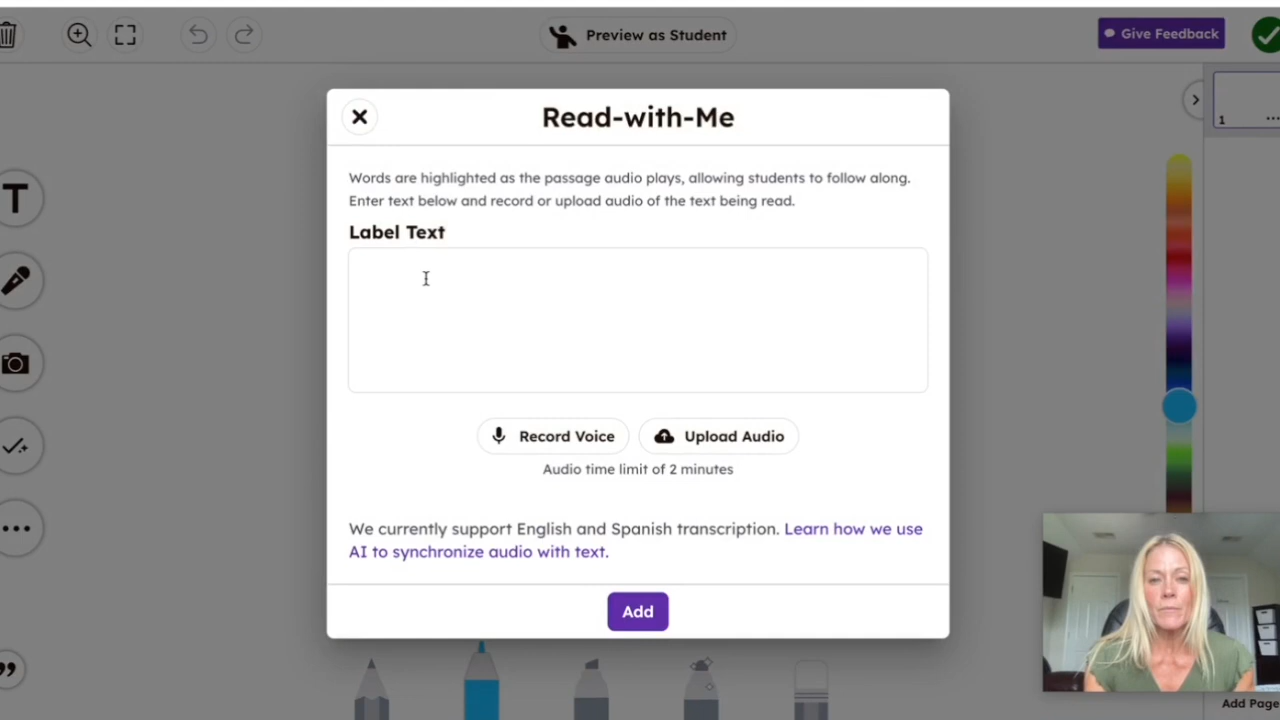 Preview as Student
Give Feedback
Read-with-Me
1
Words are highlighted as the passage audio plays, allowing students to follow along.
Enter text below and record or upload audio of the text being read.
Label Text
T
Record Voice
Upload Audio
Audio time limit of 2 minutes
We currently support English and Spanish transcription. Learn how we use
AI to synchronize audio with text.
Add
Add Page